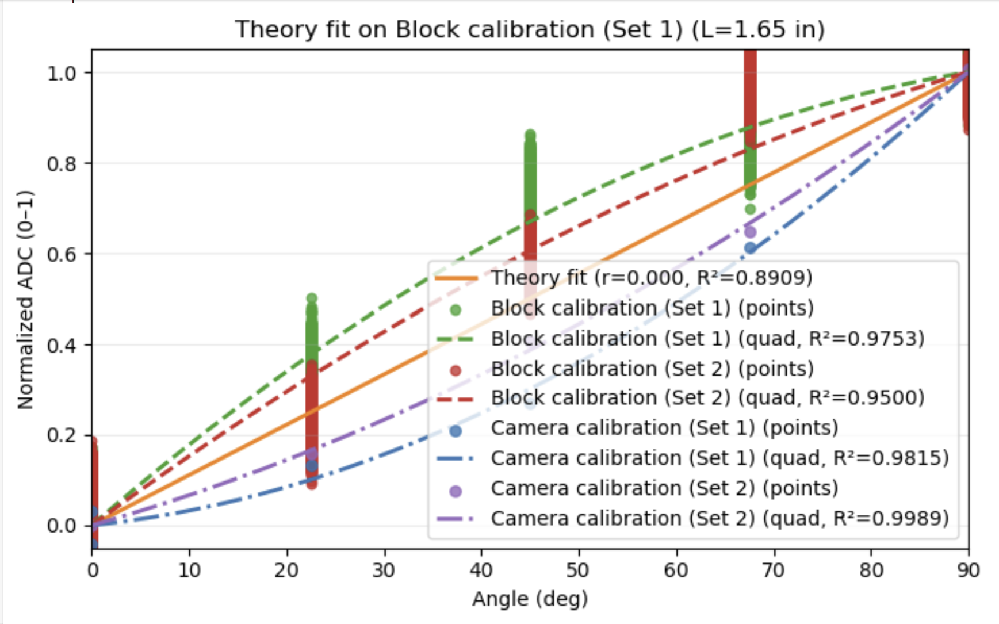 Theory fit on Block calibration (Set 1) (L=1.65 in)
Normalized ADC (0–1)
1.0
0.8
0.6
0.4
0.2
0.0
Theory fit (r=0.000, R²=0.8909)
Block calibration (Set 1) (points)
Block calibration (Set 1) (quad, R²=0.9753)
Block calibration (Set 2) (points)
Block calibration (Set 2) (quad, R²=0.9500)
Camera calibration (Set 1) (points)
Camera calibration (Set 1) (quad, R²=0.9815)
Camera calibration (Set 2) (points)
Camera calibration (Set 2) (quad, R²=0.9989)
0 10 20 30 40 50 60 70 80 90
Angle (deg)